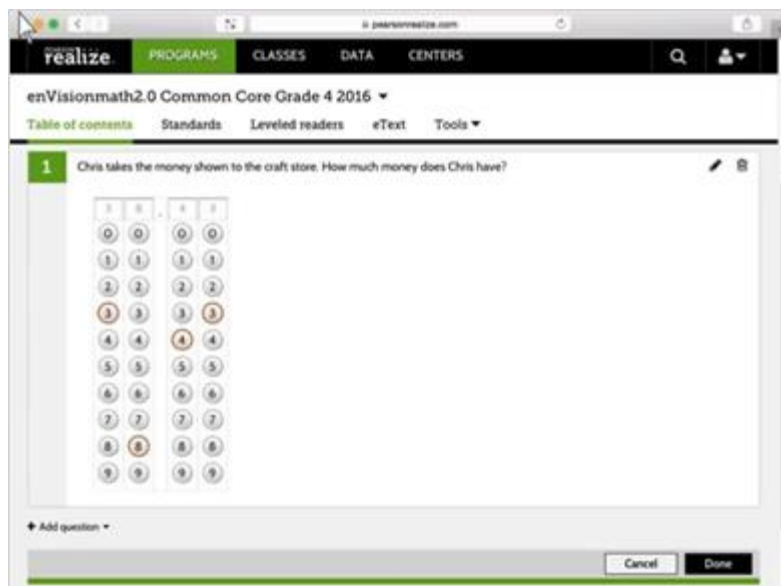 pearsonrealize.com
realize. PROGRAMS CLASSES DATA CENTERS
enVisionmath2.0 Common Core Grade 4 2016
Table of contents Standards Leveled readers eText Tools
1 Chris takes the money shown to the craft store. How much money does Chris have?
3 8 . 4 3
0 0 0 0
1 1 1 1
2 2 2 2
3 3 3 3
4 4 4 4
5 5 5 5
6 6 6 6
7 7 7 7
8 8 8 8
9 9 9 9
+ Add question
Cancel Done